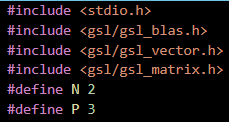 #include <stdio.h>
#include <gsl/gsl_blas.h>
#include <gsl/gsl_vector.h>
#include <gsl/gsl_matrix.h>
#define N 2
#define P 3